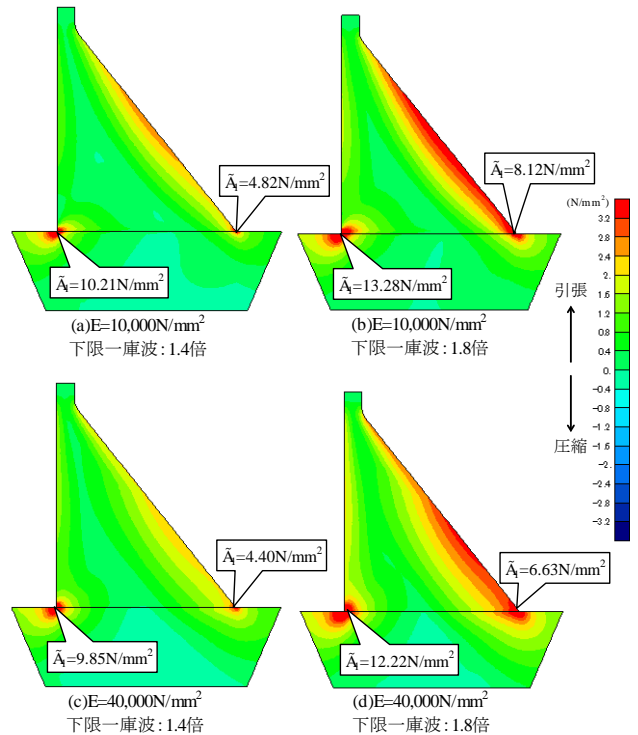 Ã₁=4.82N/mm²
Ã₁=10.21N/mm²
(a)E=10,000N/mm²
下限一庫波:1.4倍
Ã₁=8.12N/mm²
Ã₁=13.28N/mm²
(b)E=10,000N/mm²
下限一庫波:1.8倍
Ã₁=4.40N/mm²
Ã₁=9.85N/mm²
(c)E=40,000N/mm²
下限一庫波:1.4倍
Ã₁=6.63N/mm²
Ã₁=12.22N/mm²
(d)E=40,000N/mm²
下限一庫波:1.8倍
(N/mm²)
3.2
2.8
2.4
2.
1.6
1.2
0.8
0.4
0.
-0.4
-0.8
-1.2
-1.6
-2.
-2.4
-2.8
-3.2
引張
圧縮